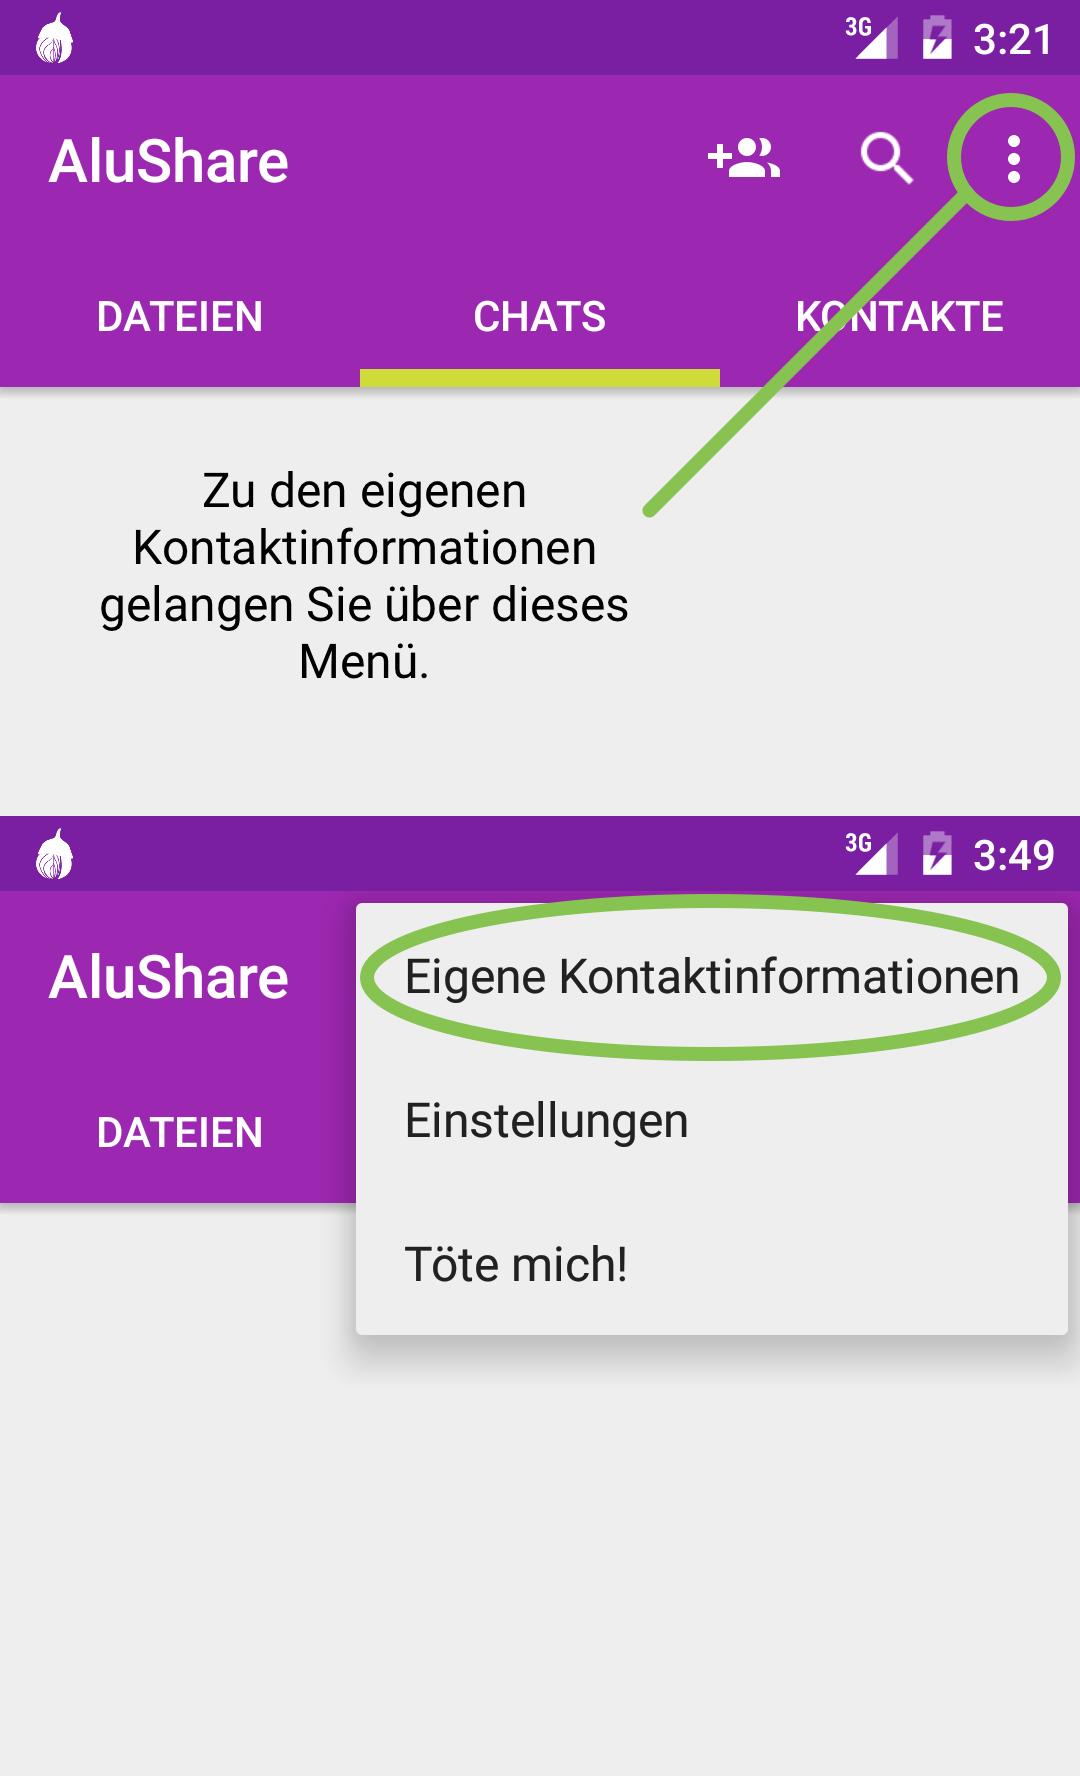 3G 3:21
AluShare
DATEIEN CHATS KONTAKTE
Zu den eigenen
Kontaktinformationen
gelangen Sie über dieses
Menü.
3G 3:49
AluShare
Eigene Kontaktinformationen
DATEIEN
Einstellungen
Töte mich!